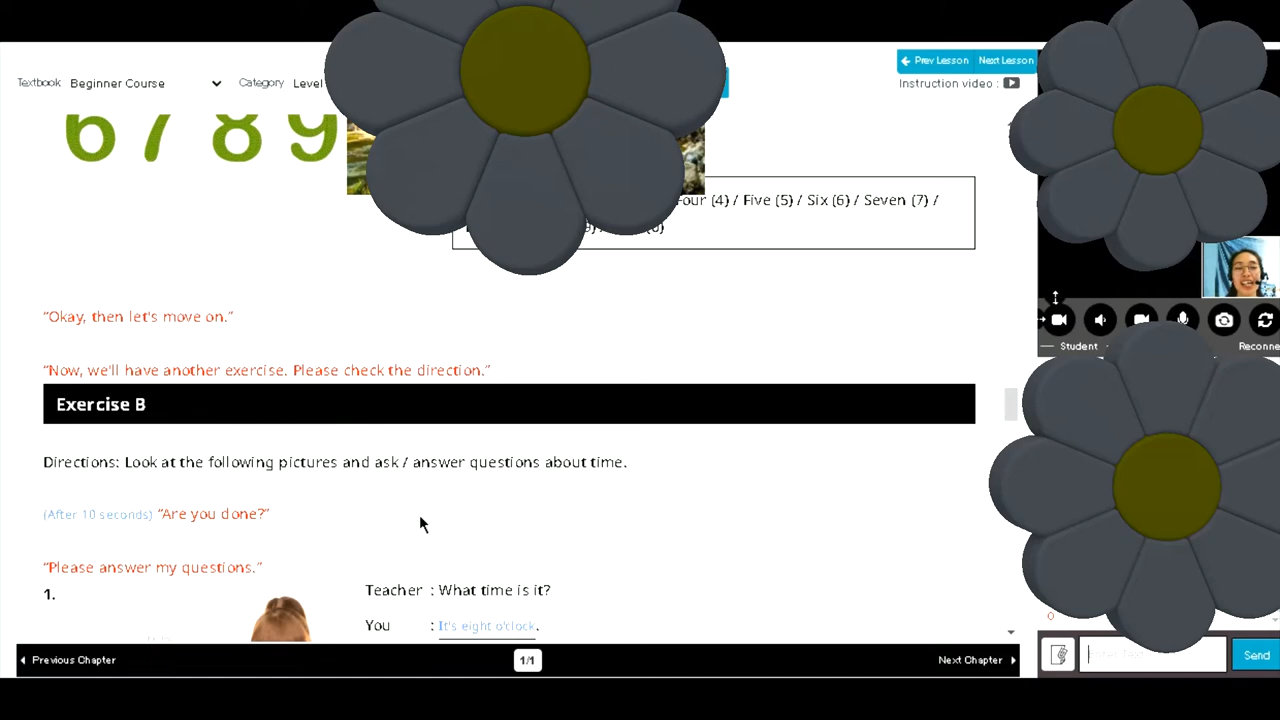 Textbook Beginner Course Category Level
Prev Lesson Next Lesson
Instruction video :
6 7 8 9
Four (4) / Five (5) / Six (6) / Seven (7) /
“Okay, then let's move on.”
“Now, we'll have another exercise. Please check the direction.”
Exercise B
Directions: Look at the following pictures and ask / answer questions about time.
(After 10 seconds) “Are you done?”
“Please answer my questions.”
1.
Teacher : What time is it?
You : It's eight o'clock.
Previous Chapter 1/1 Next Chapter
Student
Send